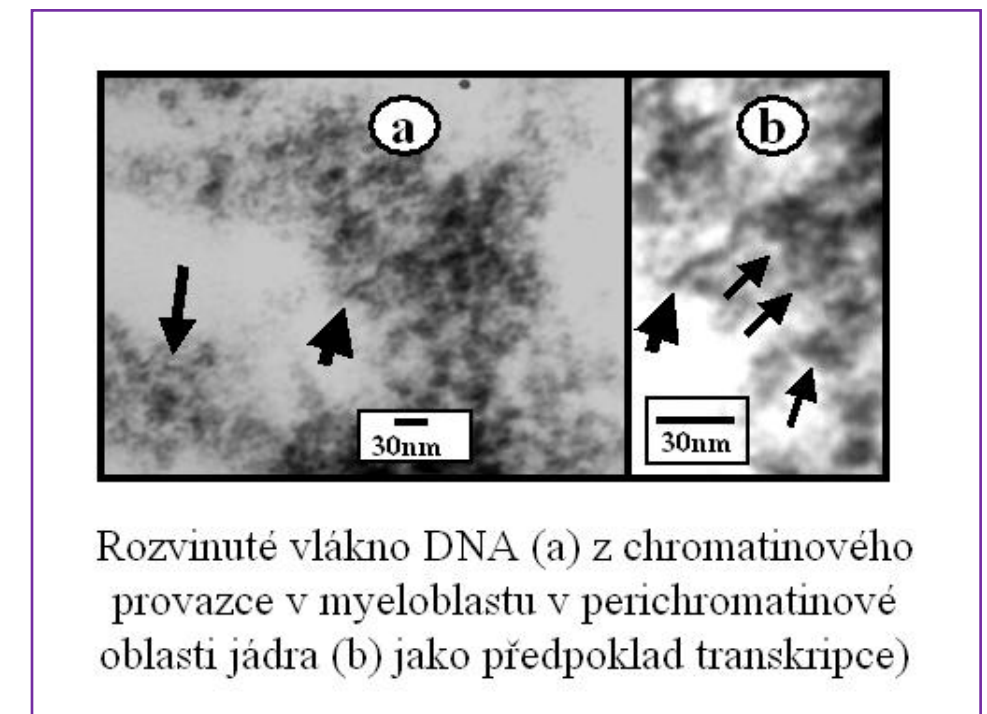 a
b
30nm
30nm
Rozvinuté vlákno DNA (a) z chromatinového
provazce v myeloblastu v perichromatinové
oblasti jádra (b) jako předpoklad transkripce)